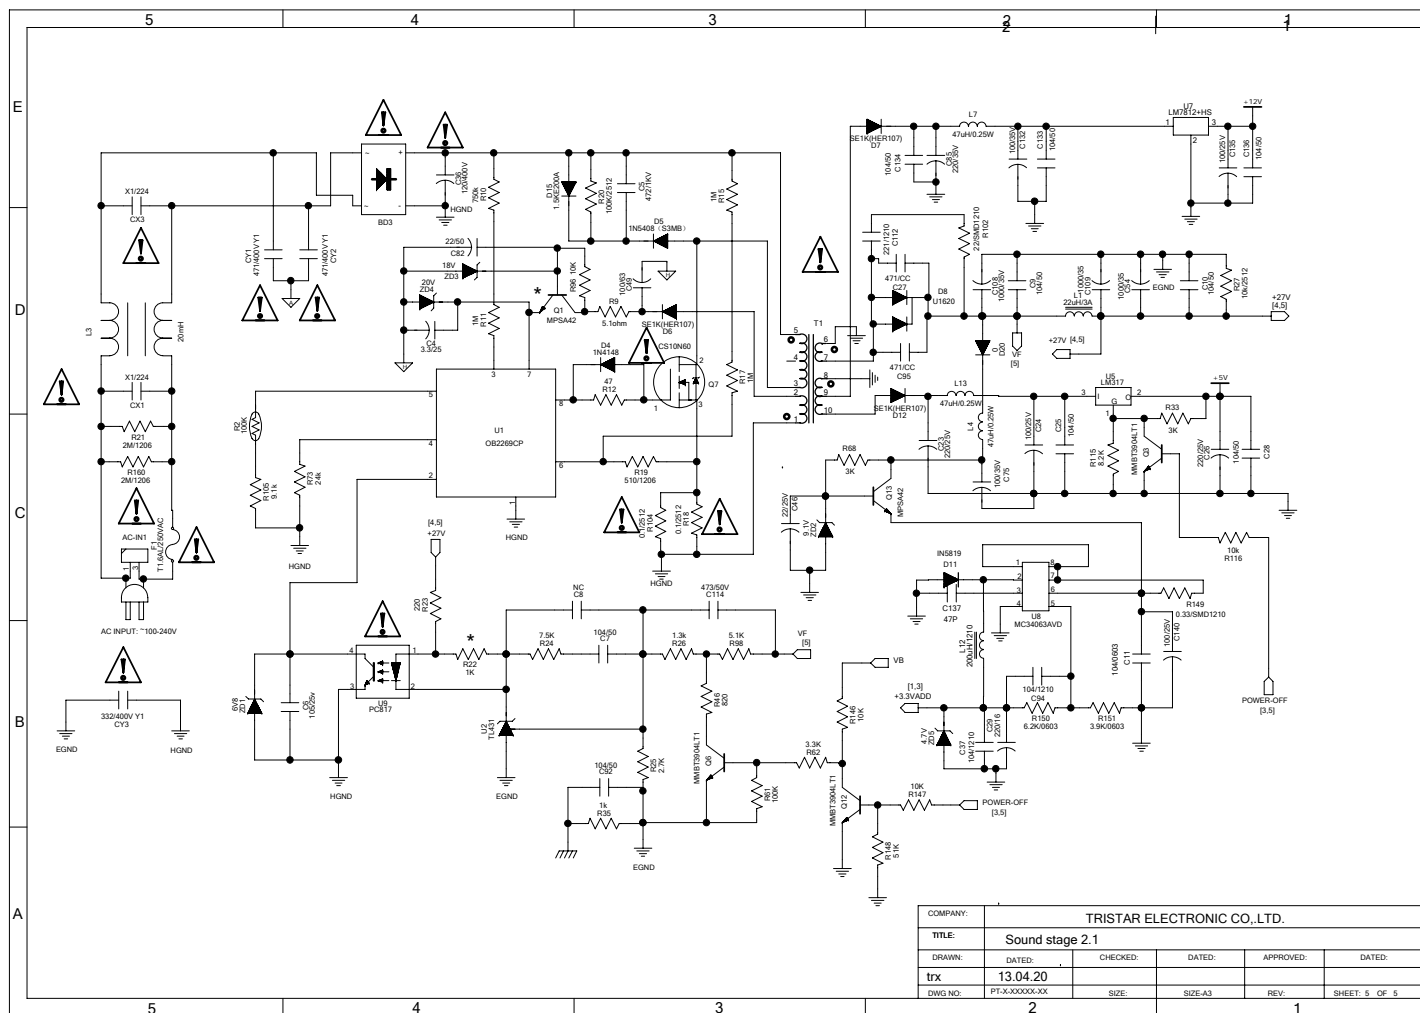 5 4 3 2 1
E
D
C
B
A
X1/224
CX3
CY1
471/400VY1
471/400VY1
CY2
L3
20mH
X1/224
CX1
R21
2M/1206
R160
2M/1206
AC-IN1
F1
T1.6AL/250VAC
1 3
AC INPUT: ~100-240V
332/400V Y1
CY3
EGND
HGND
BD3
C36
120/400V
HGND
750k
R10
D15
1.5KE200A
R20
100K/2512
C5
472/1KV
1M
R15
D5
1N5408（S3MB）
22/50
C82
18V
ZD3
20V
ZD4
C4
3.3/25
1M
R11
R96
10K
*
Q1
MPSA42
100/63
C49
R9
5.1ohm
SE1K(HER107)
D6
D4
1N4148
47
R12
CS10N60
Q7
R17
1M
T1
U1
OB2269CP
R2
100K
R105
9.1k
R73
24k
HGND
HGND
R19
510/1206
0.1/2512
R104
0.1/2512
R18
HGND
[4,5]
+27V
220
R23
*
R22
1K
U9
PC817
6V8
ZD1
C6
105/25v
HGND
NC
C8
7.5K
R24
104/50
C7
473/50V
C114
1.3k
R26
5.1K
R98
VF
[5]
U2
TL431
EGND
R46
820
MMBT3904LT1
Q6
R25
2.7K
104/50
C92
1k
R35
EGND
R61
100K
3.3K
R62
VB
R146
10K
MMBT3904LT1
Q12
10K
R147
POWER-OFF
[3,5]
R148
5.1K
SE1K(HER107)
D7
104/50
C134
C85
220/35V
L7
47uH/0.25W
100/35V
C132
C133
104/50
U7
LM7812+HS
+12V
100/25V
C135
C136
104/50
221/1210
C112
471/CC
C27
D8
U1620
471/CC
C95
22/SMD1210
R102
C108
1000/35V
C9
104/50
1000/35
C109
L1
22uH/3A
1000/35
C34
EGND
C10
104/50
R27
10k/2512
+27V
[4,5]
+27V [4,5]
VF
[5]
0
D20
SE1K(HER107)
D12
L13
47uH/0.25W
L4
47uH/0.25W
C23
220/25V
100/35V
C75
100/25V
C24
C25
104/50
U5
LM317
+5V
R115
8.2K
MMBT3904LT1
Q3
R33
3K
220/25V
C26
104/50
C28
R68
3K
Q13
MPSA42
22/25V
C46
9.1V
ZD2
10k
R116
IN5819
D11
C137
47P
U8
MC34063AVD
R149
0.33/SMD1210
L12
200uH/1210
104/0603
C11
100/25V
C140
POWER-OFF
[3,5]
[1,3]
+3.3VADD
4.7V
ZD5
C37
104/1210
C29
220/16
104/1210
C94
R150
6.2K/0603
R151
3.9K/0603
COMPANY: TRISTAR ELECTRONIC CO,.LTD.
TITLE: Sound stage 2.1
DRAWN: DATED: CHECKED: DATED: APPROVED: DATED:
trx 13.04.20
DWG NO: PT-X-XXXXX-XX SIZE: SIZE-A3 REV: SHEET: 5 OF 5
5 4 3 2 1